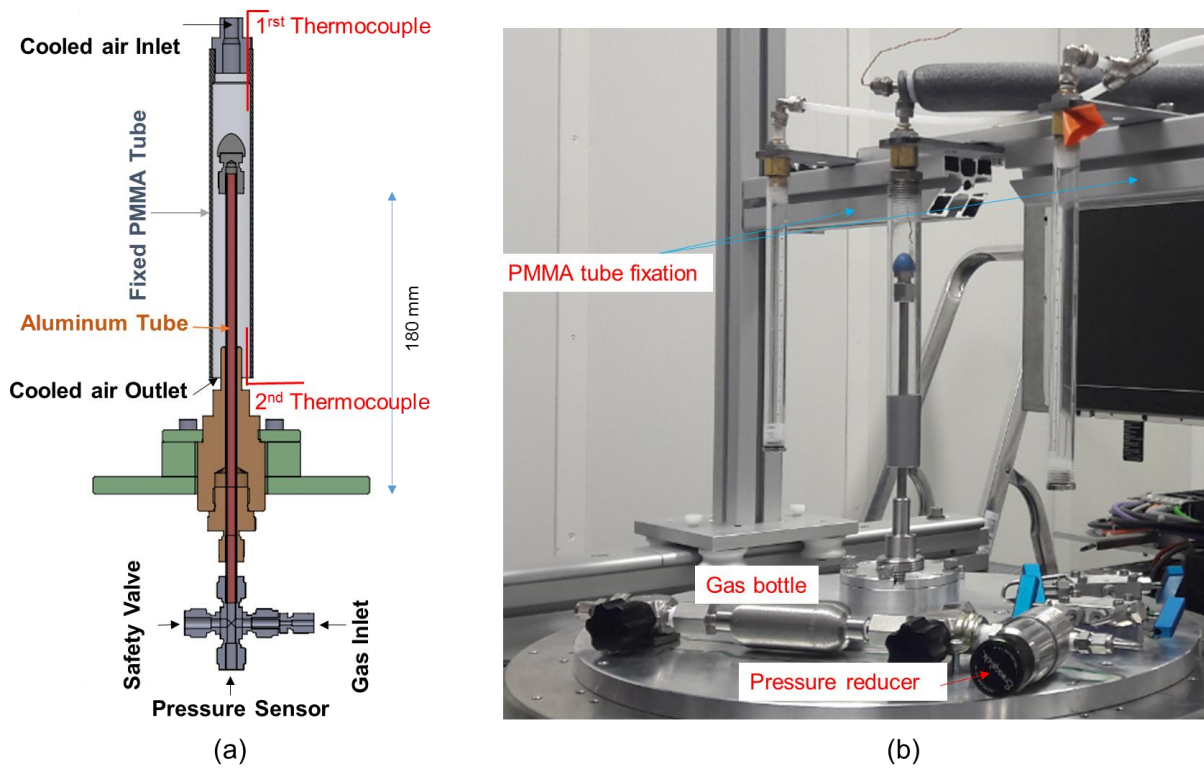 Cooled air Inlet
1rst Thermocouple
Fixed PMMA Tube
Aluminum Tube
180 mm
Cooled air Outlet
2nd Thermocouple
Safety Valve
Gas Inlet
Pressure Sensor
(a)
PMMA tube fixation
Gas bottle
Pressure reducer
(b)